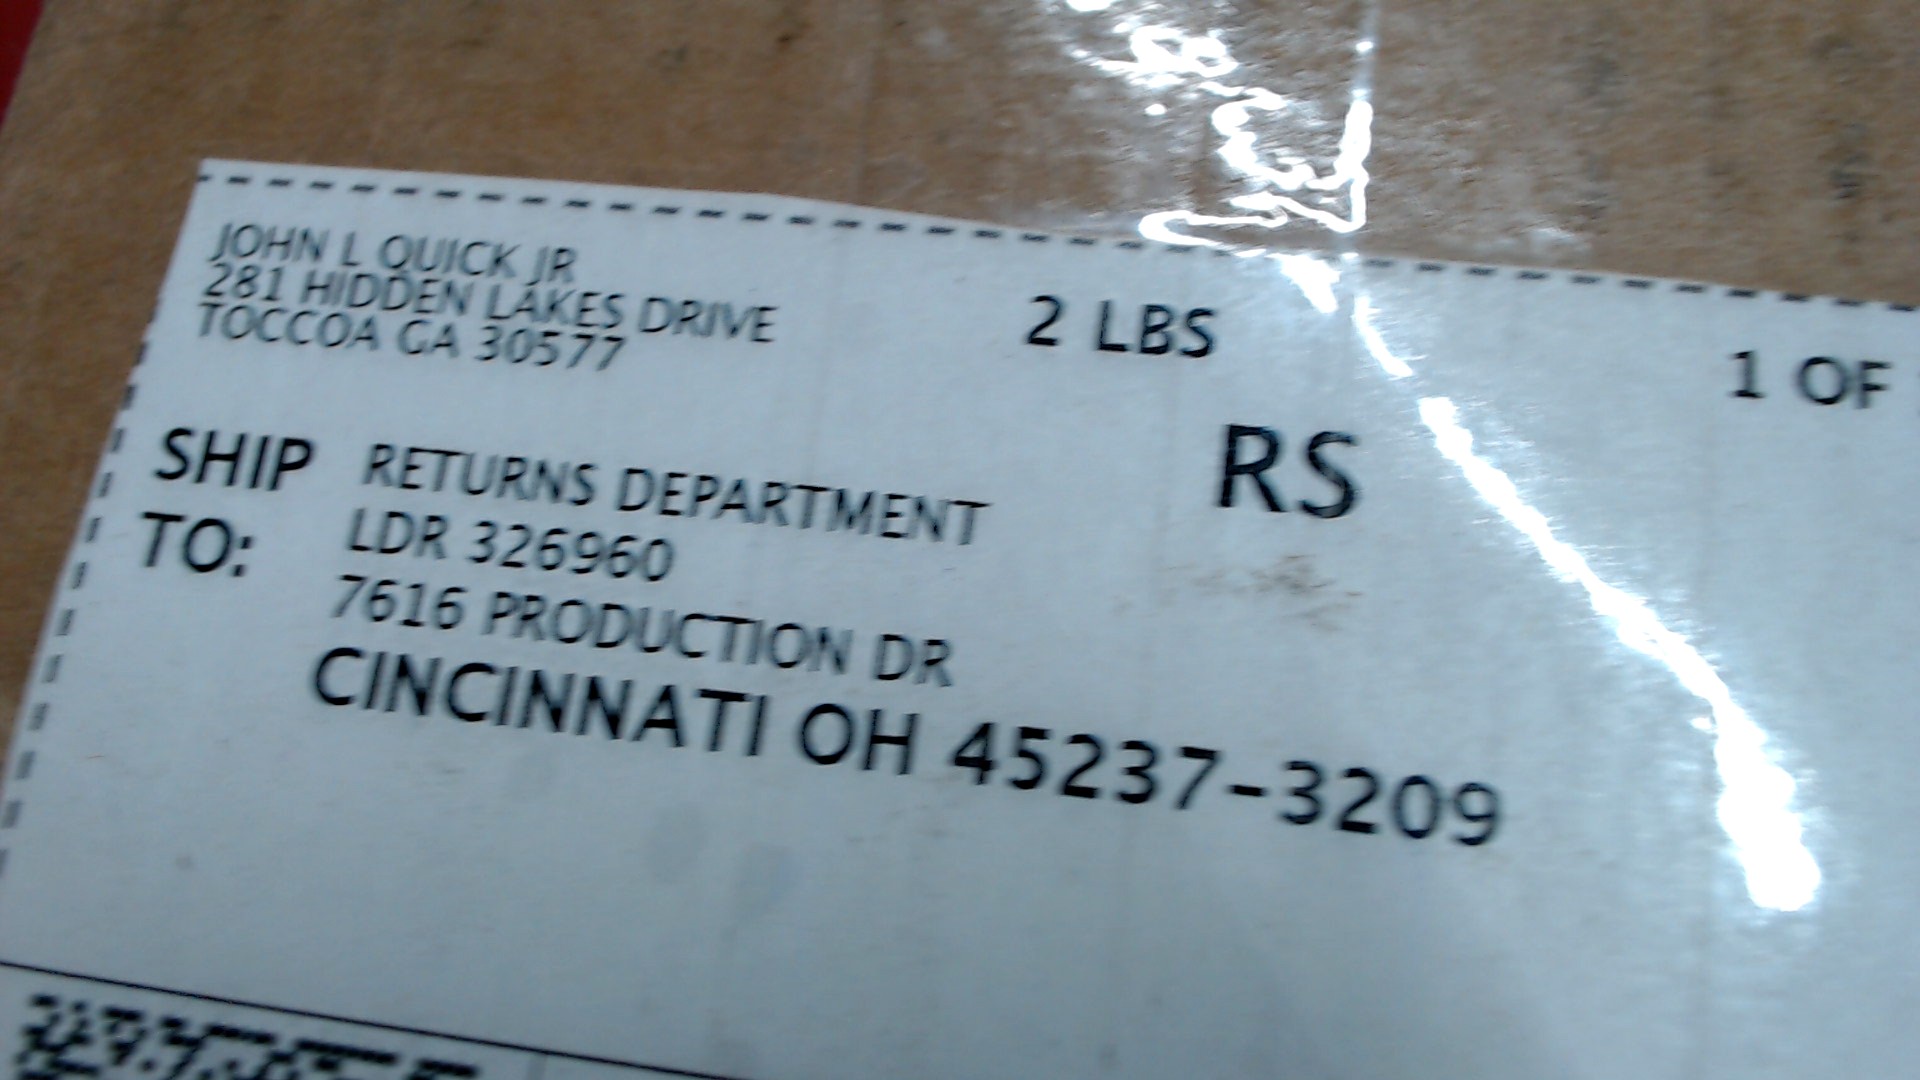 JOHN L QUICK JR
281 HIDDEN LAKES DRIVE
TOCCOA GA 30577
2 LBS
1 OF
RS
SHIP TO:
RETURNS DEPARTMENT
LDR 326960
7616 PRODUCTION DR
CINCINNATI OH 45237-3209